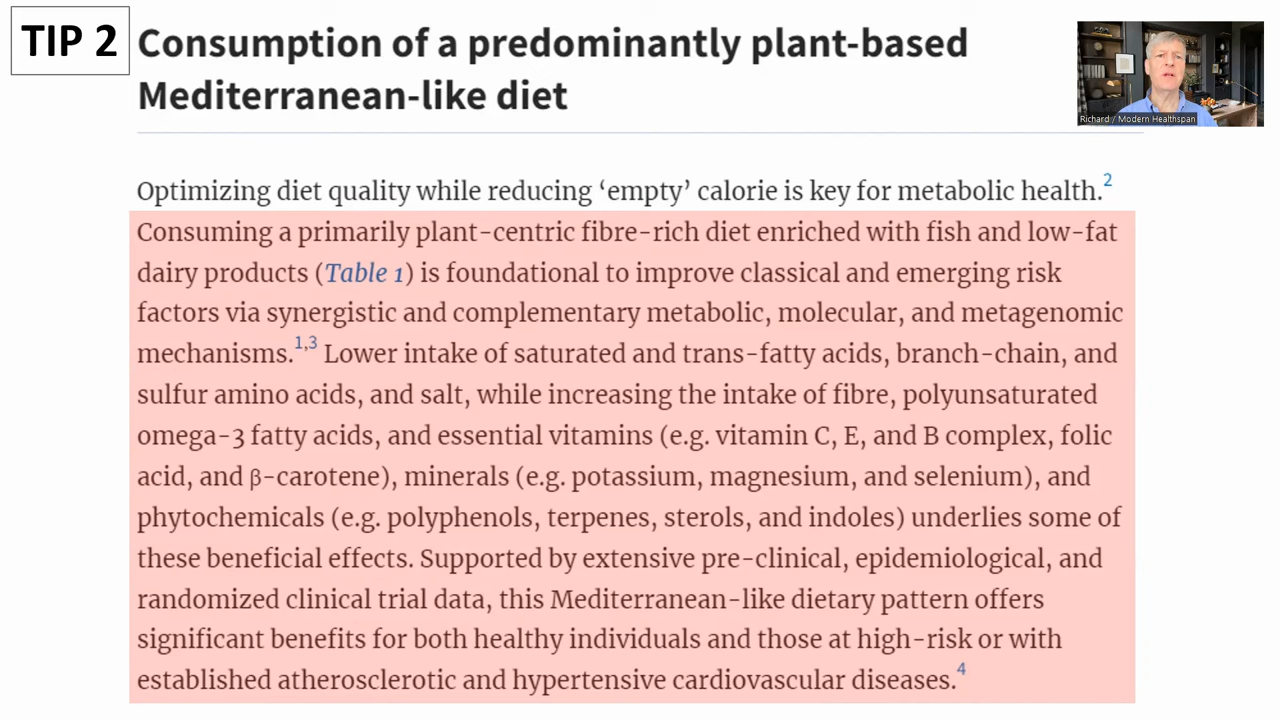 TIP 2
Consumption of a predominantly plant-based
Mediterranean-like diet
Richard / Modern Healthspan
Optimizing diet quality while reducing ‘empty’ calorie is key for metabolic health.2
Consuming a primarily plant-centric fibre-rich diet enriched with fish and low-fat
dairy products (Table 1) is foundational to improve classical and emerging risk
factors via synergistic and complementary metabolic, molecular, and metagenomic
mechanisms.1,3 Lower intake of saturated and trans-fatty acids, branch-chain, and
sulfur amino acids, and salt, while increasing the intake of fibre, polyunsaturated
omega-3 fatty acids, and essential vitamins (e.g. vitamin C, E, and B complex, folic
acid, and β-carotene), minerals (e.g. potassium, magnesium, and selenium), and
phytochemicals (e.g. polyphenols, terpenes, sterols, and indoles) underlies some of
these beneficial effects. Supported by extensive pre-clinical, epidemiological, and
randomized clinical trial data, this Mediterranean-like dietary pattern offers
significant benefits for both healthy individuals and those at high-risk or with
established atherosclerotic and hypertensive cardiovascular diseases.4